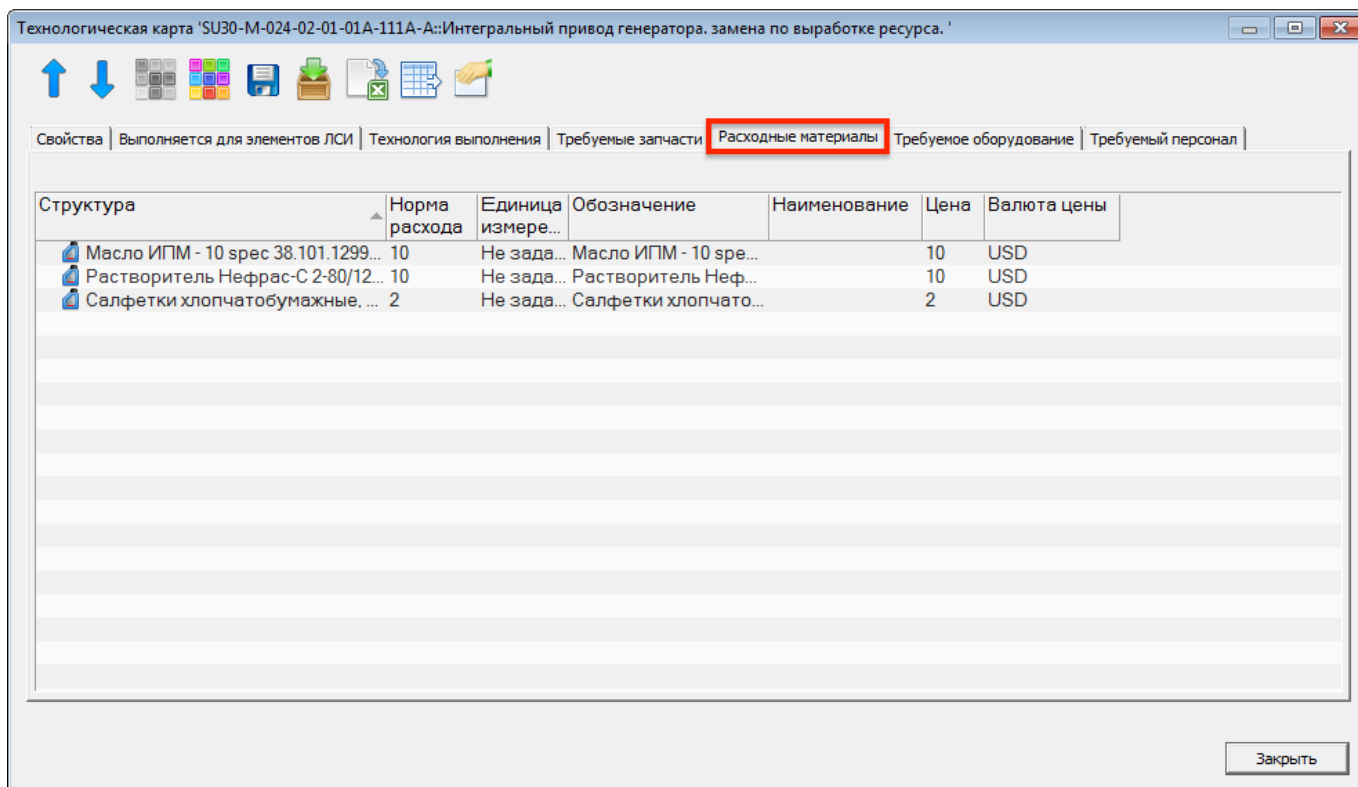 Технологическая карта 'SU30-M-024-02-01-01A-111A-A::Интегральный привод генератора. замена по выработке ресурса. '
Свойства Выполняется для элементов ЛСИ Технология выполнения Требуемые запчасти Расходные материалы Требуемое оборудование Требуемый персонал
Структура Норма расхода Единица измере... Обозначение Наименование Цена Валюта цены
Масло ИПМ - 10 spec 38.101.1299... 10 Не зада... Масло ИПМ - 10 spe... 10 USD
Растворитель Нефрас-С 2-80/12... 10 Не зада... Растворитель Неф... 10 USD
Салфетки хлопчатобумажные, ... 2 Не зада... Салфетки хлопчато... 2 USD
Закрыть